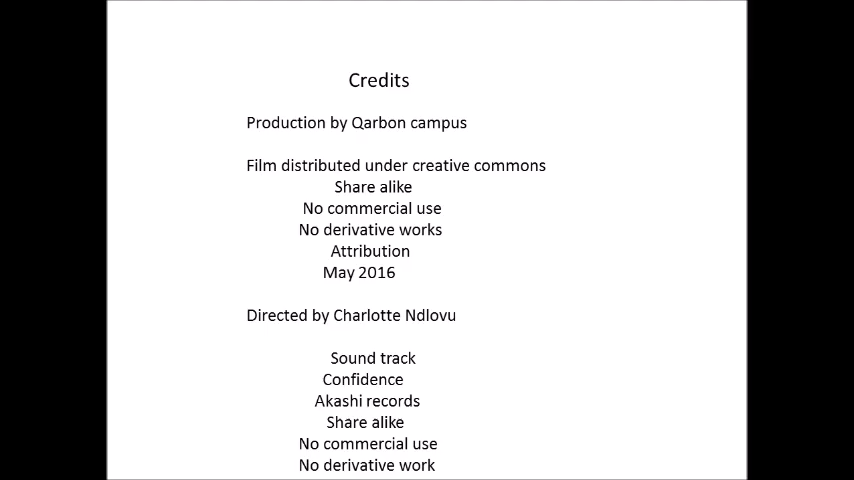 Credits
Production by Qarbon campus
Film distributed under creative commons
Share alike
No commercial use
No derivative works
Attribution
May 2016
Directed by Charlotte Ndlovu
Sound track
Confidence
Akashi records
Share alike
No commercial use
No derivative work